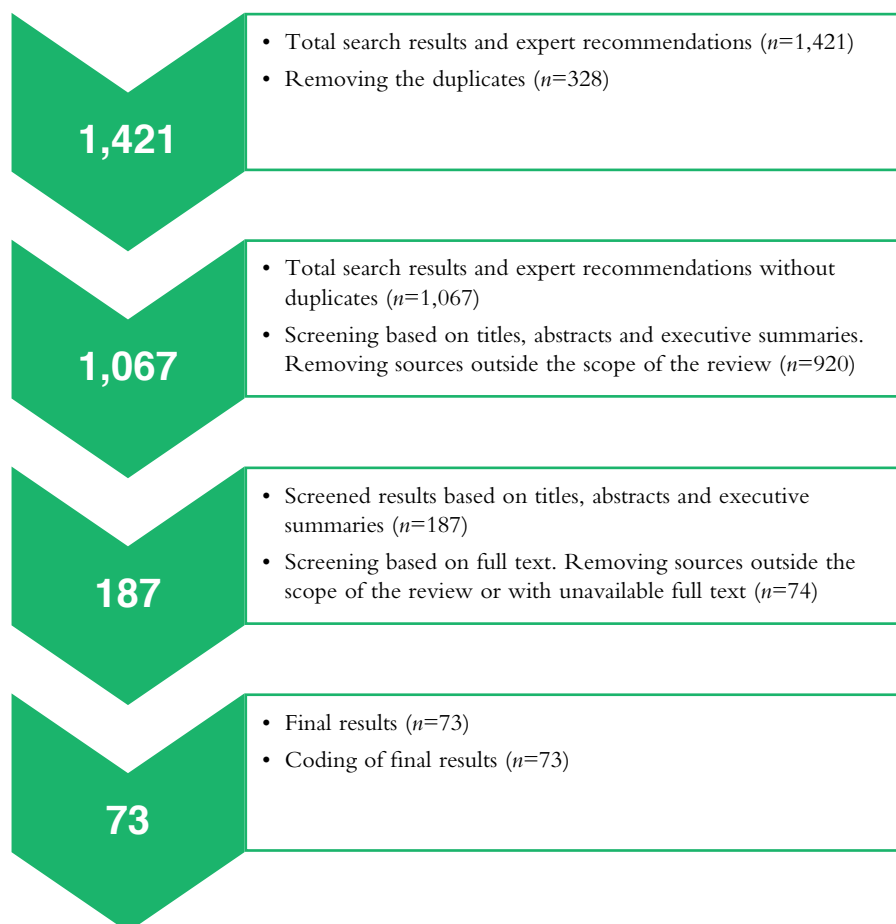 • Total search results and expert recommendations (n=1,421)
• Removing the duplicates (n=328)
1,421
• Total search results and expert recommendations without
duplicates (n=1,067)
• Screening based on titles, abstracts and executive summaries.
Removing sources outside the scope of the review (n=920)
1,067
• Screened results based on titles, abstracts and executive
summaries (n=187)
• Screening based on full text. Removing sources outside the
scope of the review or with unavailable full text (n=74)
187
• Final results (n=73)
• Coding of final results (n=73)
73